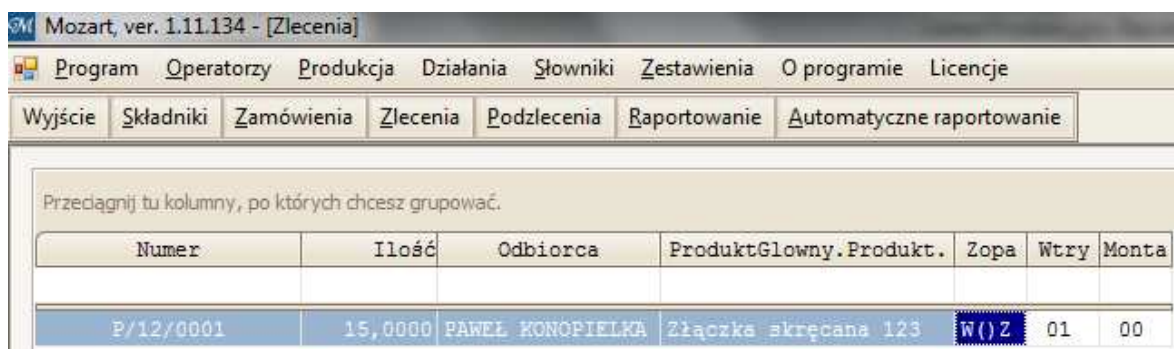 Mozart, ver. 1.11.134 - [Zlecenia]
Program Operatorzy Produkcja Działania Słowniki Zestawienia O programie Licencje
Wyjście Składniki Zamówienia Zlecenia Podzlecenia Raportowanie Automatyczne raportowanie
Przeciągnij tu kolumny, po których chcesz grupować.
Numer Ilość Odbiorca ProduktGlowny.Produkt. Zopa Wtry Monta
P/12/0001 15,0000 PAWEŁ KONOPIELKA Złączka skręcana 123 W()Z 01 00